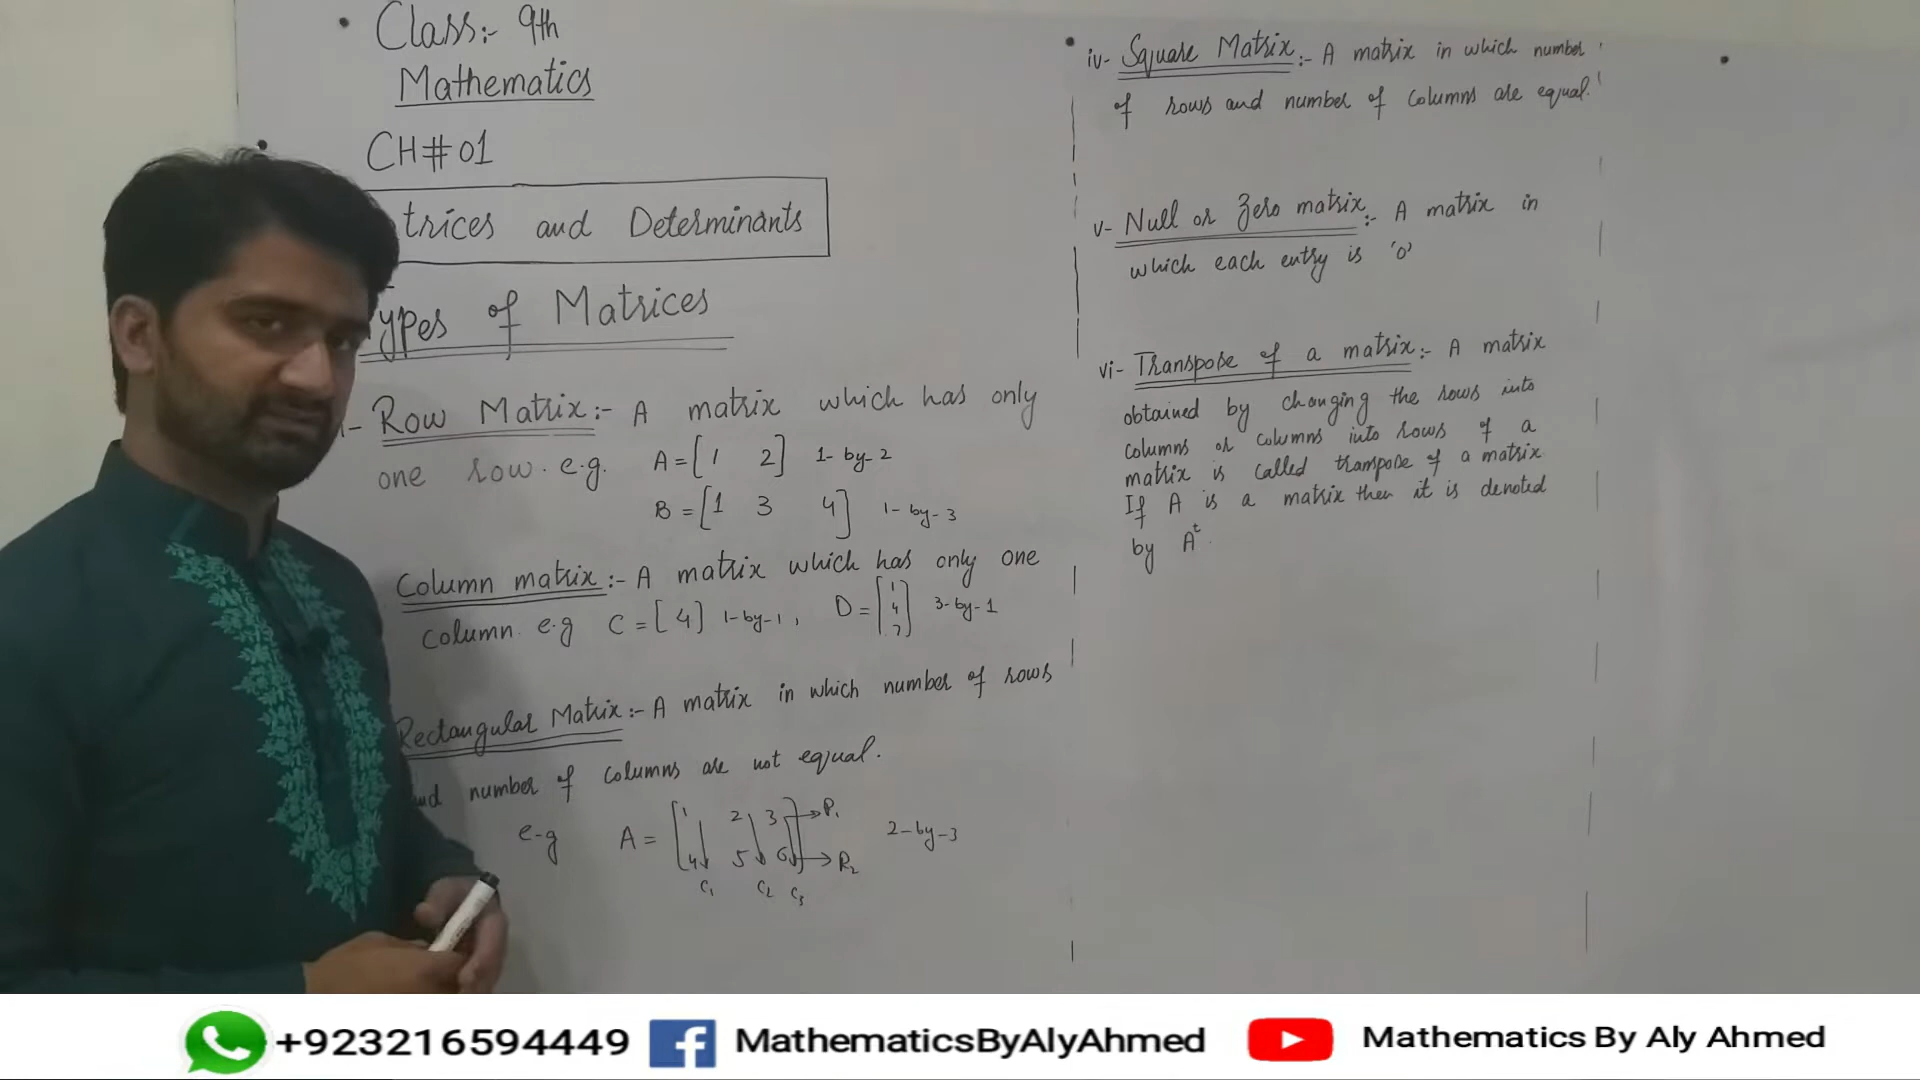 Class:- 9th
Mathematics
CH#01
trices and Determinants
ypes of Matrices
Row Matrix:- A matrix which has only
one row. e.g. A = [1 2] 1-by-2
B = [1 3 4] 1-by-3
Column matrix:- A matrix which has only one
column. e.g C = [4] 1-by-1, D = [1 4 7] 3-by-1
Rectangular Matrix:- A matrix in which number of rows
and number of columns are not equal.
e-g A = [1 2 3 → R₁ 2-by-3
4 5 6] → R₂
C₁ C₂ C₃
iv- Square Matrix:- A matrix in which number
of rows and number of columns are equal.
v- Null or Zero matrix:- A matrix in
which each entry is '0'
vi- Transpose of a matrix:- A matrix
obtained by changing the rows into
columns or columns into rows of a
matrix is called transpose of a matrix.
If A is a matrix then it is denoted
by Aᵗ.
+923216594449 MathematicsByAlyAhmed Mathematics By Aly Ahmed